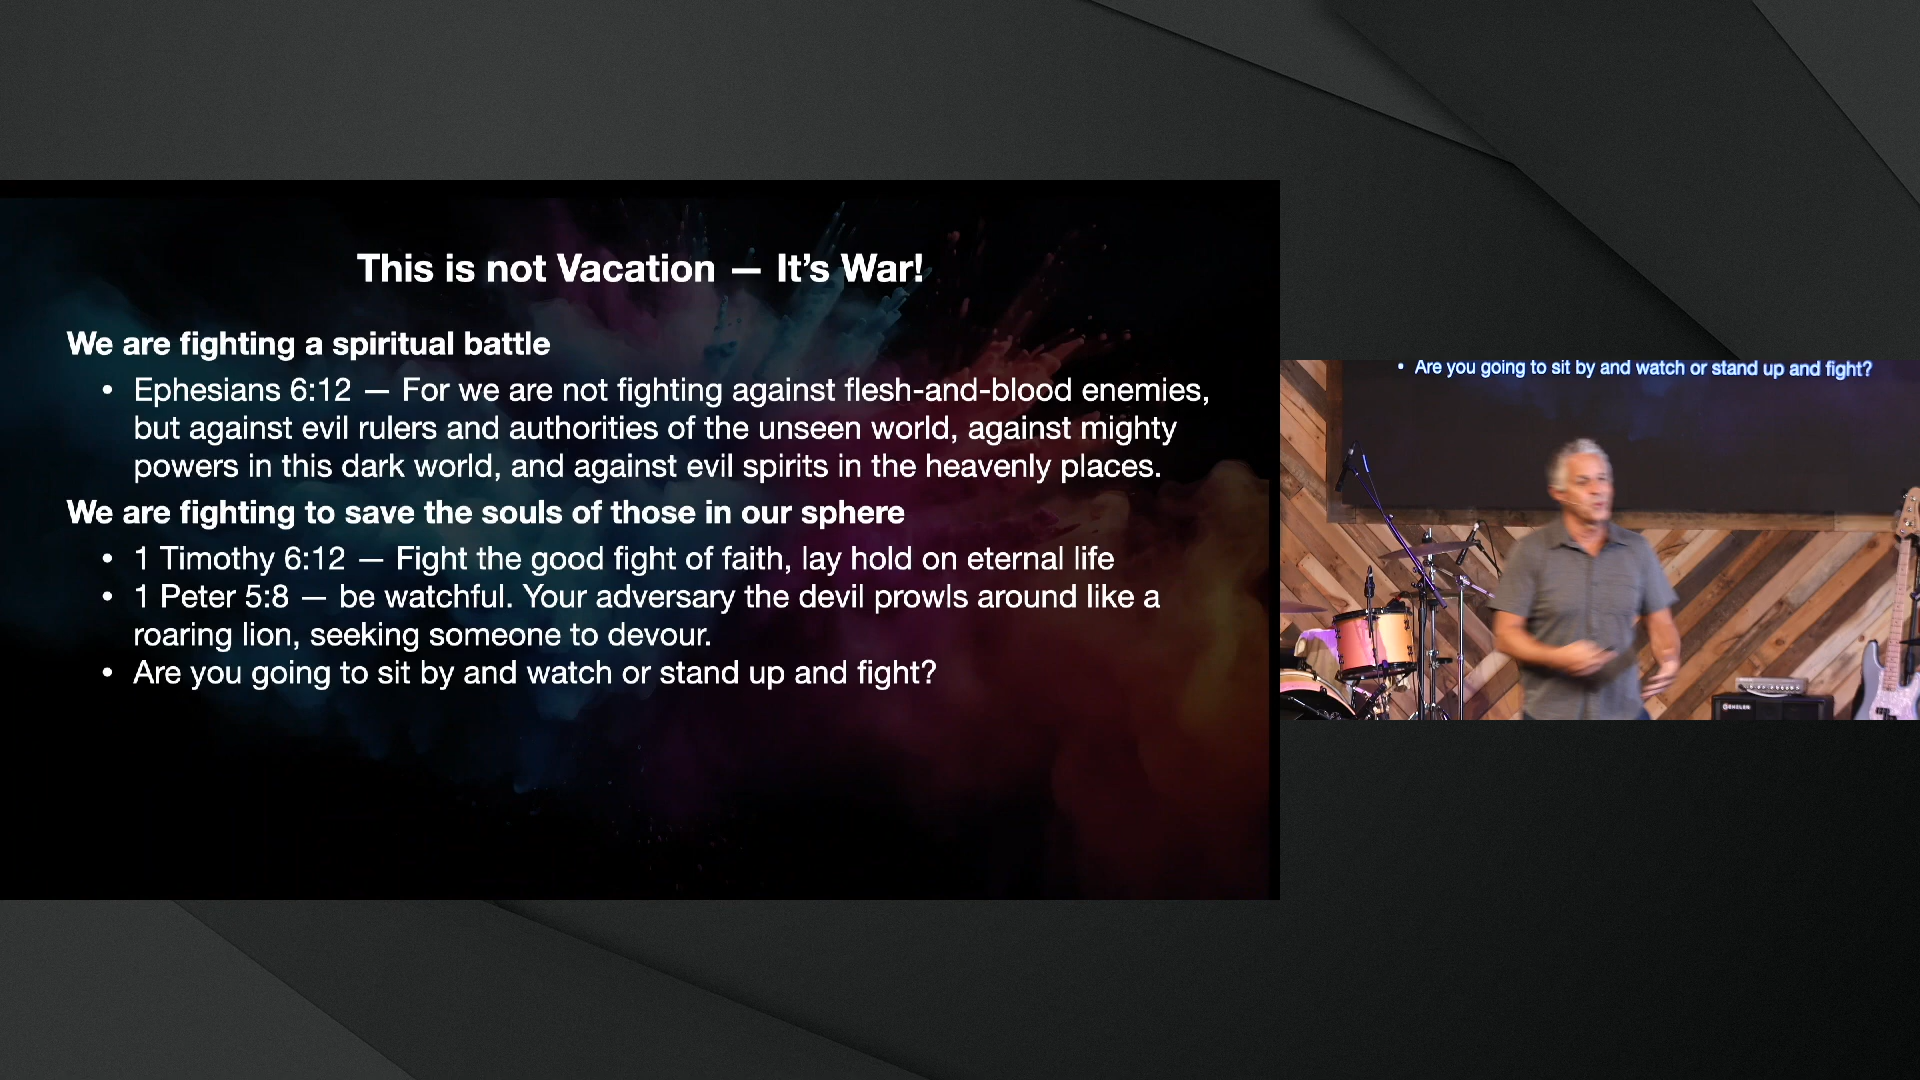 This is not Vacation — It’s War!
We are fighting a spiritual battle
• Ephesians 6:12 — For we are not fighting against flesh-and-blood enemies,
but against evil rulers and authorities of the unseen world, against mighty
powers in this dark world, and against evil spirits in the heavenly places.
We are fighting to save the souls of those in our sphere
• 1 Timothy 6:12 — Fight the good fight of faith, lay hold on eternal life
• 1 Peter 5:8 — be watchful. Your adversary the devil prowls around like a
roaring lion, seeking someone to devour.
• Are you going to sit by and watch or stand up and fight?
• Are you going to sit by and watch or stand up and fight?